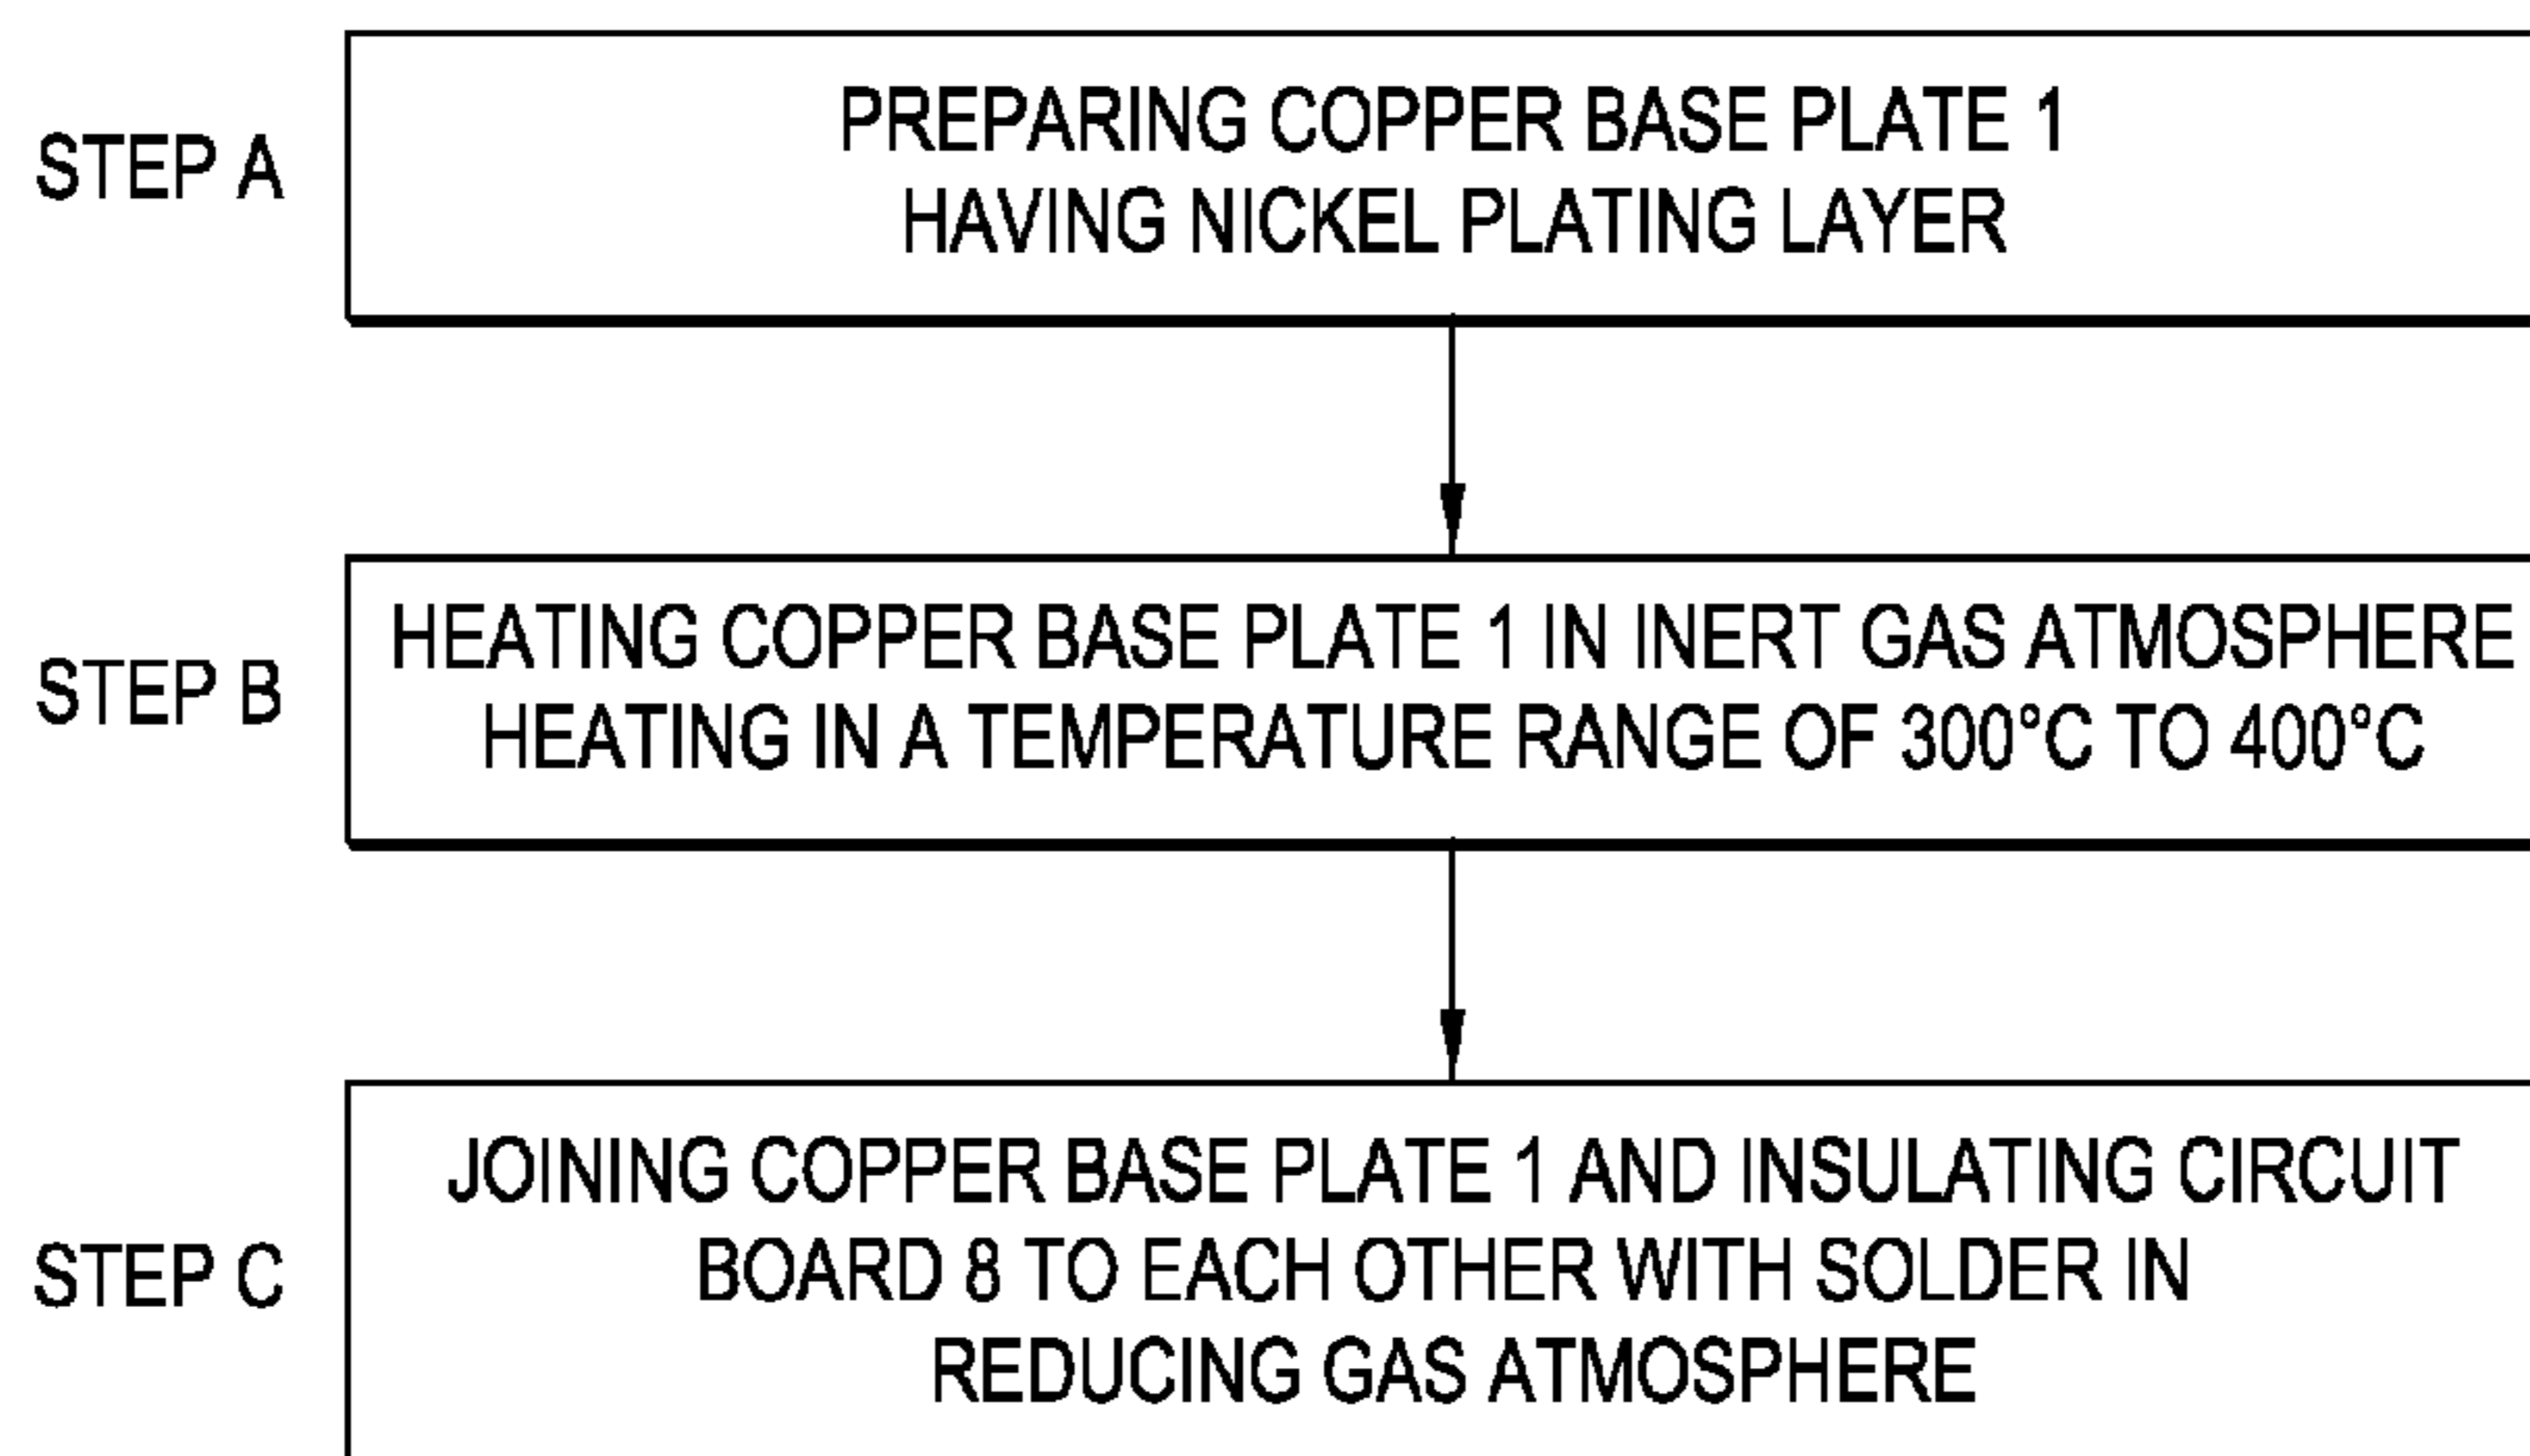 STEP A
PREPARING COPPER BASE PLATE 1
HAVING NICKEL PLATING LAYER
STEP B
HEATING COPPER BASE PLATE 1 IN INERT GAS ATMOSPHERE
HEATING IN A TEMPERATURE RANGE OF 300°C TO 400°C
STEP C
JOINING COPPER BASE PLATE 1 AND INSULATING CIRCUIT
BOARD 8 TO EACH OTHER WITH SOLDER IN
REDUCING GAS ATMOSPHERE